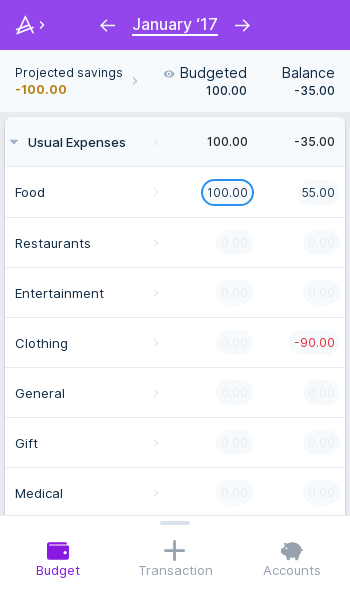 January ‘17
Projected savings Budgeted Balance
-100.00 100.00 -35.00
Usual Expenses 100.00 -35.00
Food 100.00 55.00
Restaurants 0.00 0.00
Entertainment 0.00 0.00
Clothing 0.00 -90.00
General 0.00 0.00
Gift 0.00 0.00
Medical 0.00 0.00
Budget Transaction Accounts